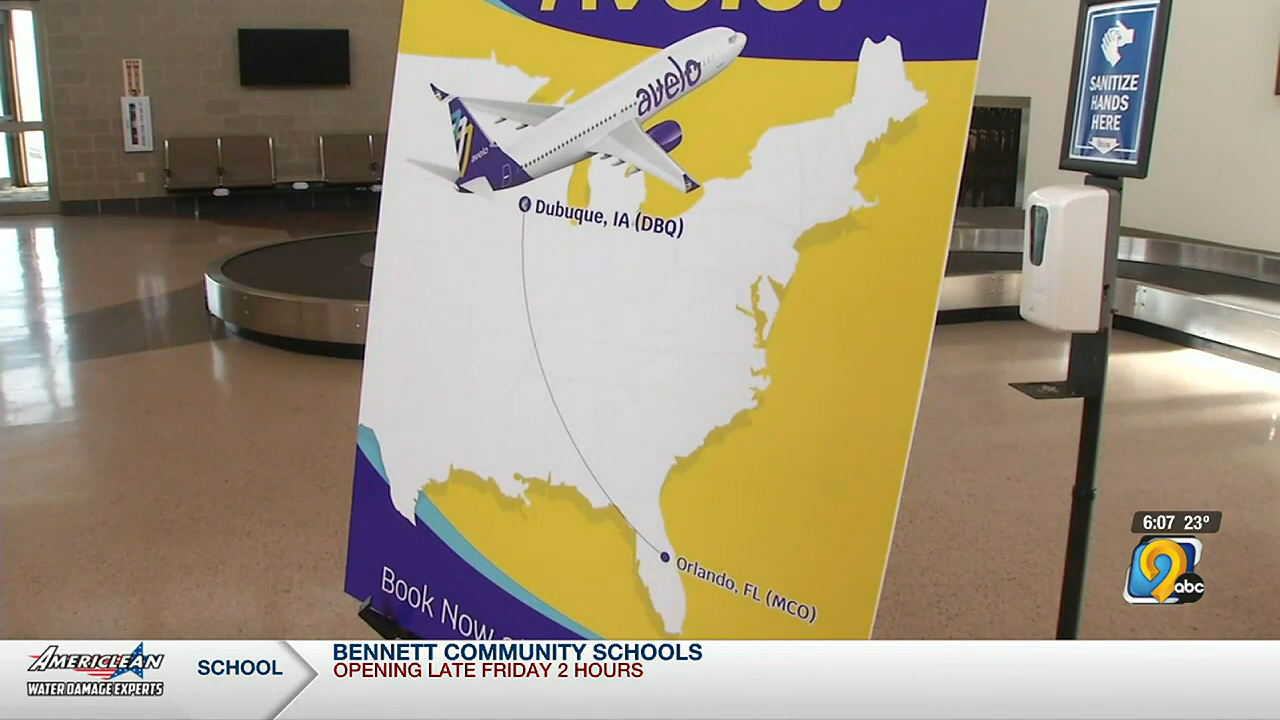 Avelo!
avelo
avelo
Dubuque, IA (DBQ)
Orlando, FL (MCO)
Book Now
SANITIZE
HANDS
HERE
6:07 23°
9
abc
AMERICLEAN
WATER DAMAGE EXPERTS
SCHOOL
BENNETT COMMUNITY SCHOOLS
OPENING LATE FRIDAY 2 HOURS